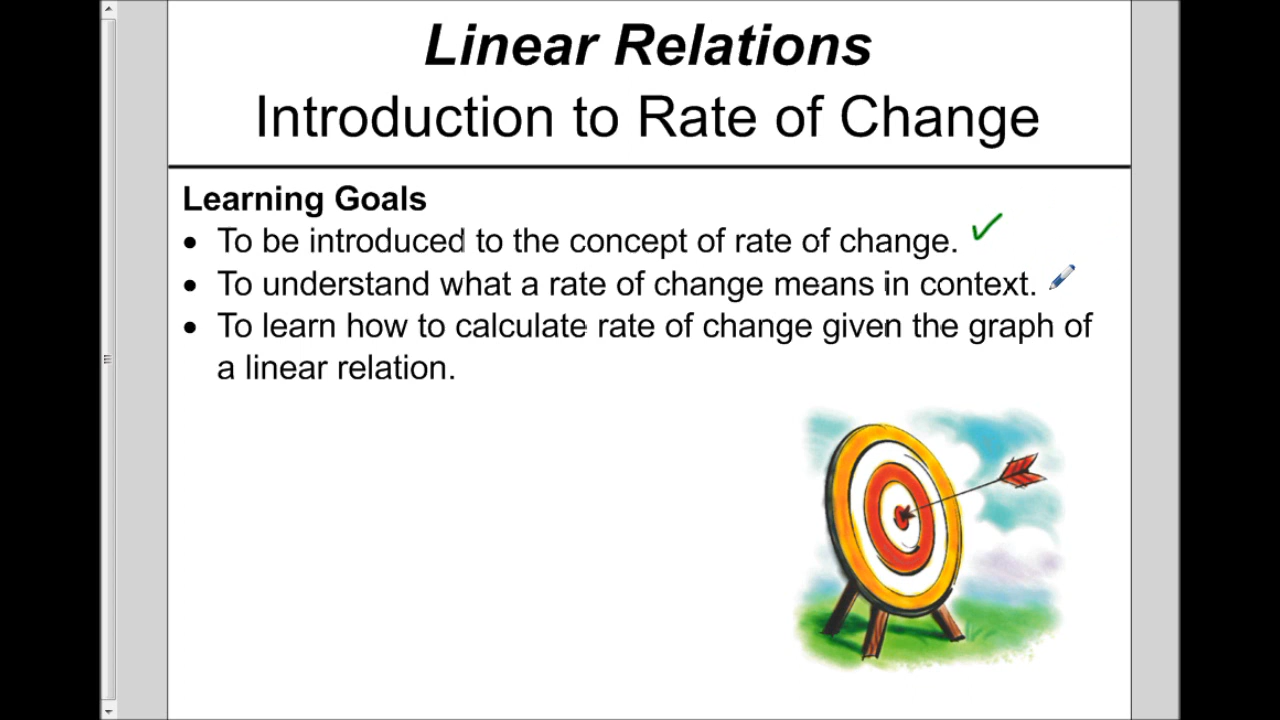 Linear Relations
Introduction to Rate of Change
Learning Goals
• To be introduced to the concept of rate of change. ✓
• To understand what a rate of change means in context.
• To learn how to calculate rate of change given the graph of
a linear relation.